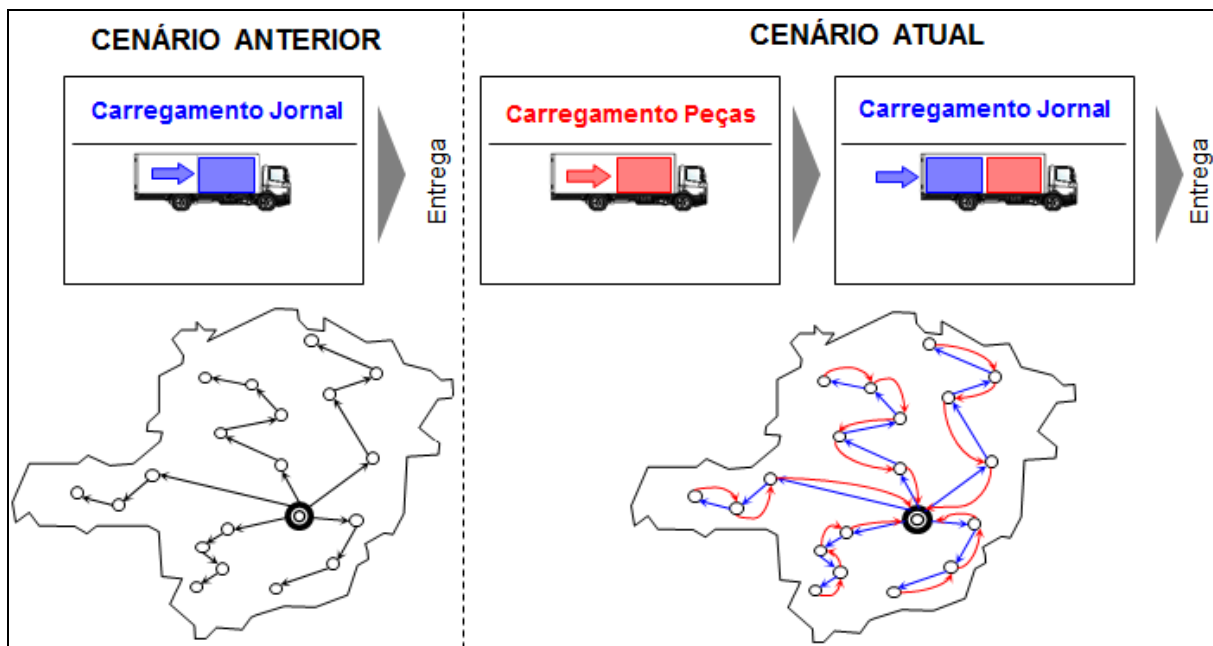 CENÁRIO ANTERIOR
Carregamento Jornal
Entrega
CENÁRIO ATUAL
Carregamento Peças
Carregamento Jornal
Entrega